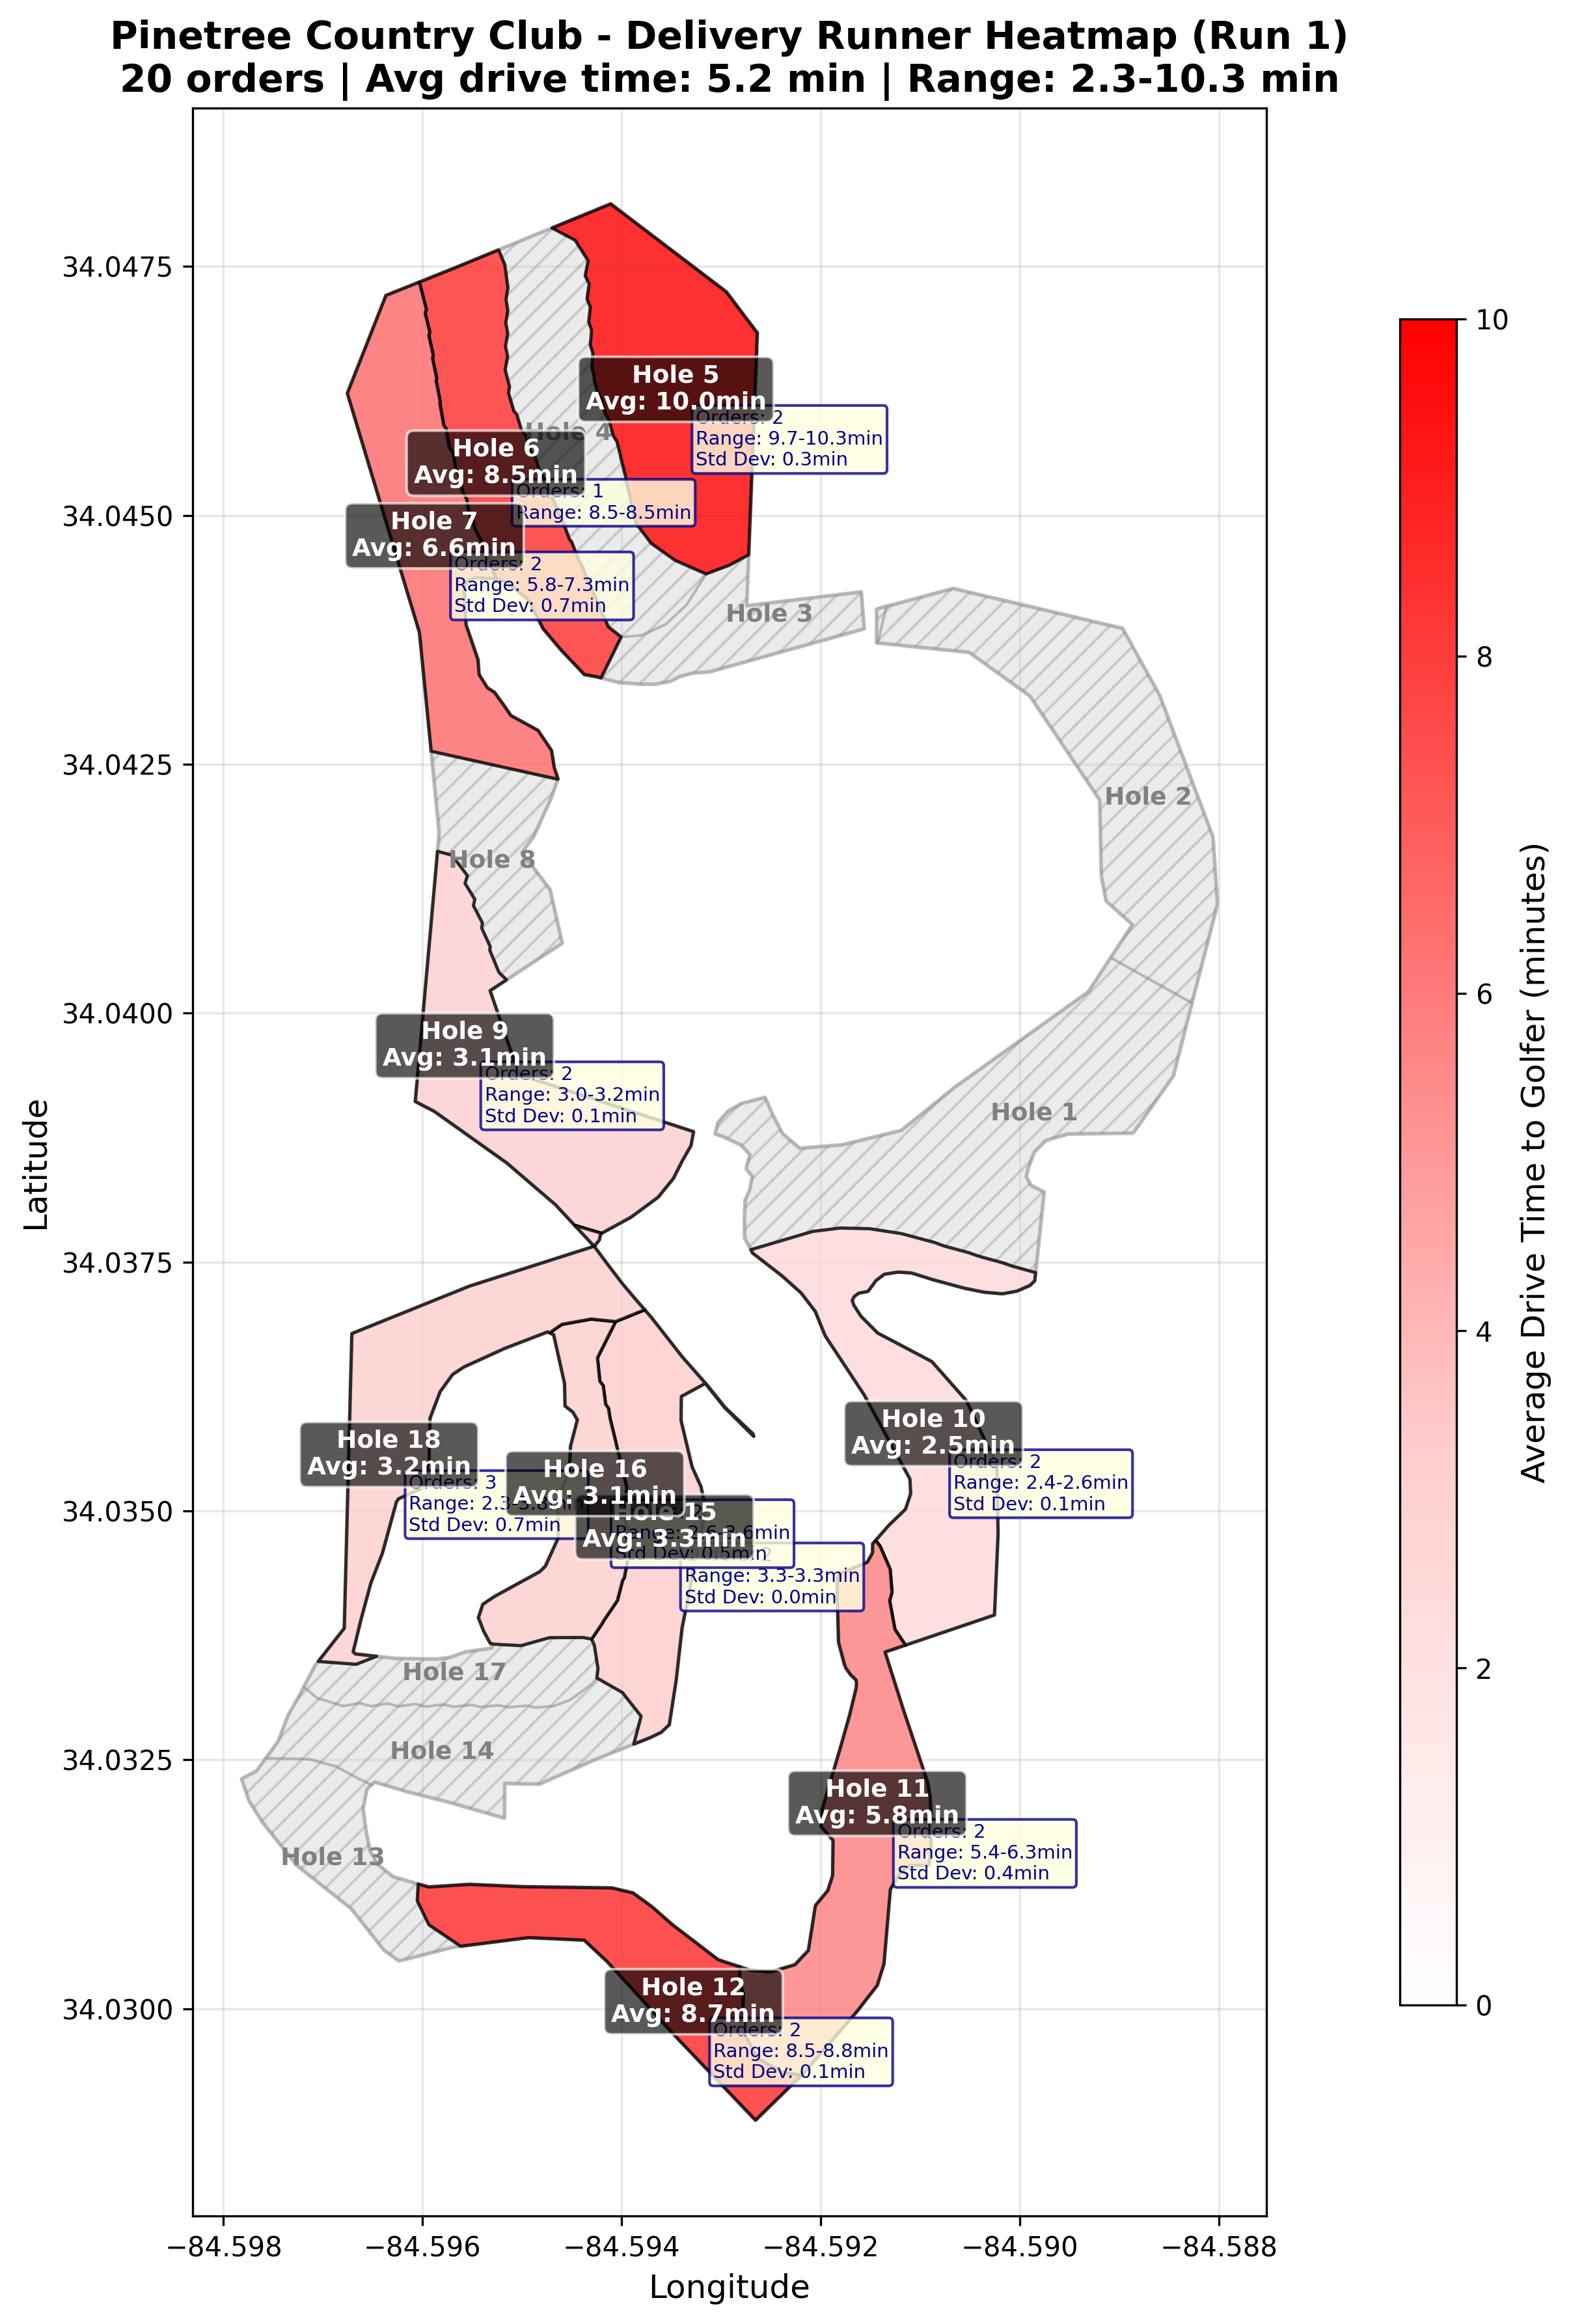 Pinetree Country Club - Delivery Runner Heatmap (Run 1)
20 orders | Avg drive time: 5.2 min | Range: 2.3-10.3 min
Latitude
34.0475
34.0450
34.0425
34.0400
34.0375
34.0350
34.0325
34.0300
Hole 5
Avg: 10.0min
Orders: 2
Range: 9.7-10.3min
Std Dev: 0.3min
Hole 4
Hole 6
Avg: 8.5min
Orders: 1
Range: 8.5-8.5min
Hole 7
Avg: 6.6min
Orders: 2
Range: 5.8-7.3min
Std Dev: 0.7min
Hole 3
Hole 2
Hole 8
Hole 9
Avg: 3.1min
Orders: 2
Range: 3.0-3.2min
Std Dev: 0.1min
Hole 1
Hole 10
Avg: 2.5min
Orders: 2
Range: 2.4-2.6min
Std Dev: 0.1min
Hole 18
Avg: 3.2min
Orders: 3
Range: 2.3-3.8min
Std Dev: 0.7min
Hole 16
Avg: 3.1min
Range: 2.6-3.6min
Std Dev: 0.5min
Hole 15
Avg: 3.3min
Range: 3.3-3.3min
Std Dev: 0.0min
Hole 17
Hole 14
Hole 11
Avg: 5.8min
Orders: 2
Range: 5.4-6.3min
Std Dev: 0.4min
Hole 13
Hole 12
Avg: 8.7min
Orders: 2
Range: 8.5-8.8min
Std Dev: 0.1min
−84.598
−84.596
−84.594
−84.592
−84.590
−84.588
Longitude
10
8
6
4
2
0
Average Drive Time to Golfer (minutes)